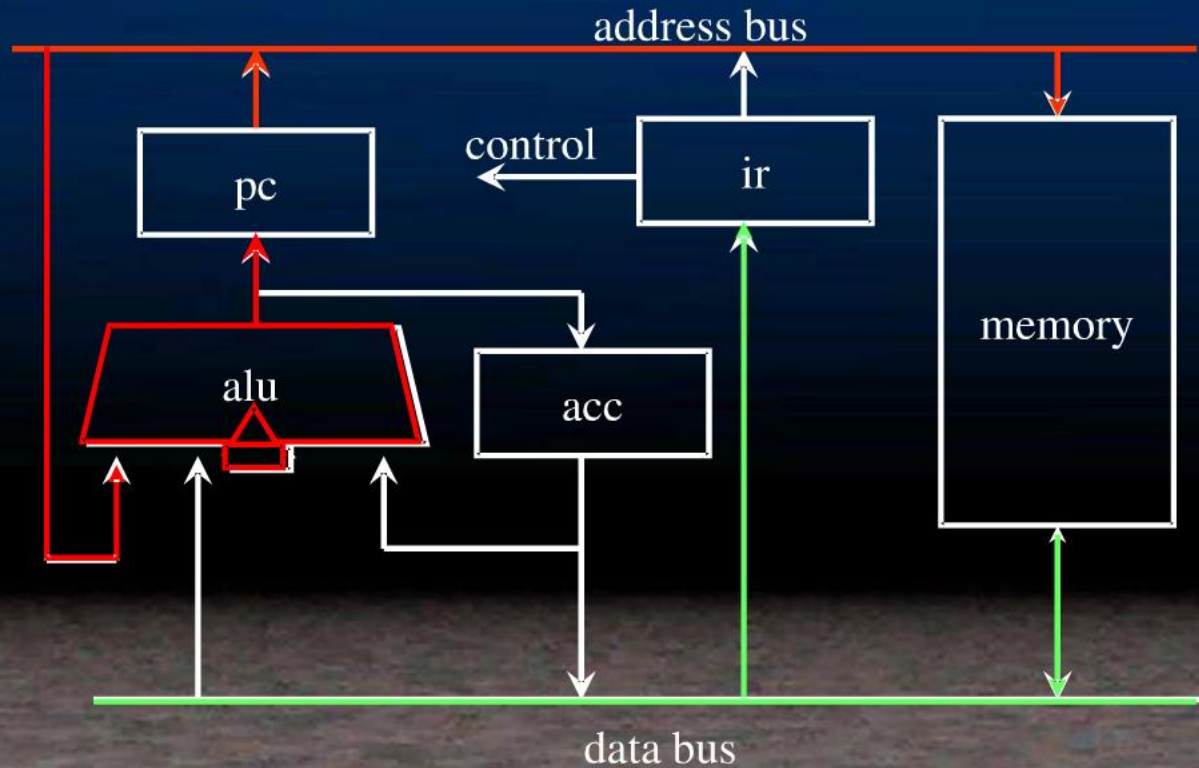 address bus
control
pc
ir
alu
acc
memory
data bus